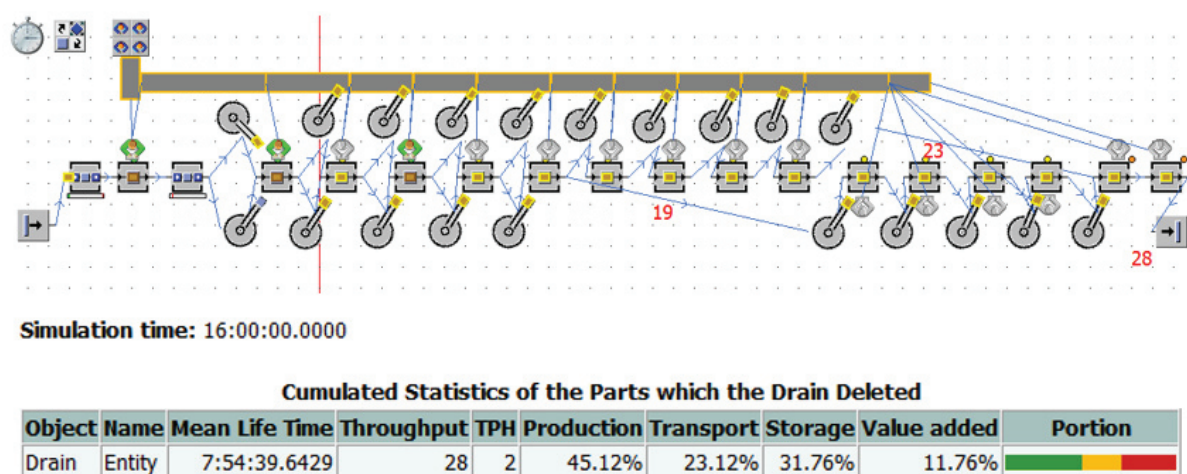 23
19
28
Simulation time: 16:00:00.0000
Cumulated Statistics of the Parts which the Drain Deleted
Object Name Mean Life Time Throughput TPH Production Transport Storage Value added Portion
Drain Entity 7:54:39.6429 28 2 45.12% 23.12% 31.76% 11.76%